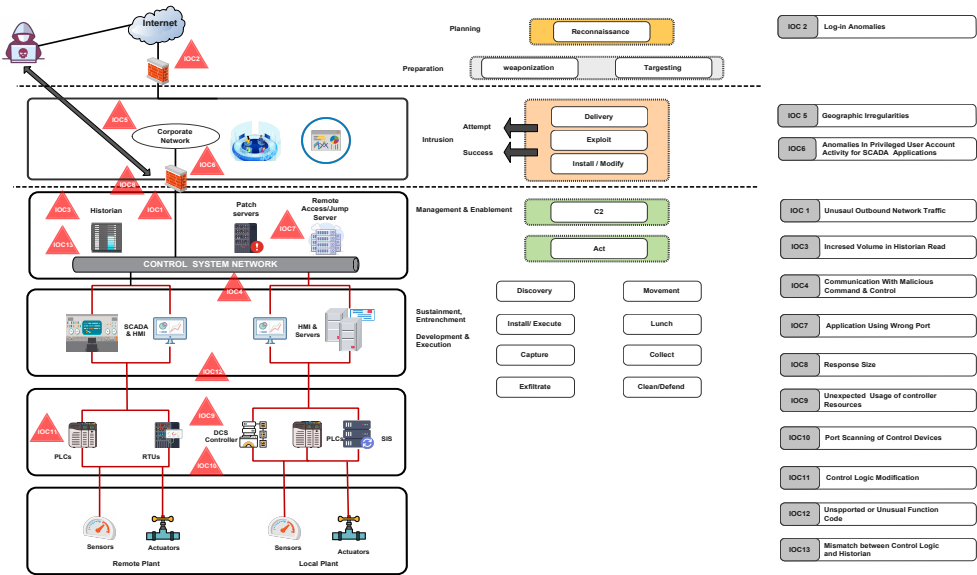 Internet
IOC2
IOC5
Corporate
Network
IOC6
IOC8
IOC3
IOC1
Historian
IOC13
Patch
servers
Remote
Access/Jump
Server
IOC7
CONTROL SYSTEM NETWORK
IOC4
SCADA
& HMI
HMI &
Servers
IOC12
IOC9
IOC11
DCS
Controller
PLCs
SIS
PLCs
RTUs
IOC10
Sensors
Actuators
Sensors
Actuators
Remote Plant
Local Plant
Planning
Reconnaissance
Preparation
weaponization
Targesting
Attempt
Intrusion
Success
Delivery
Exploit
Install / Modify
Management & Enablement
C2
Act
Sustainment,
Entrenchment
Development &
Execution
Discovery
Movement
Install/ Execute
Lunch
Capture
Collect
Exfiltrate
Clean/Defend
IOC 2
Log-in Anomalies
IOC 5
Geographic Irregularities
IOC6
Anomalies In Privileged User Account
Activity for SCADA Applications
IOC 1
Unusaul Outbound Network Traffic
IOC3
Incresed Volume in Historian Read
IOC4
Communication With Malicious
Command & Control
IOC7
Application Using Wrong Port
IOC8
Response Size
IOC9
Unexpected Usage of controller
Resources
IOC10
Port Scanning of Control Devices
IOC11
Control Logic Modification
IOC12
Unspported or Unusual Function
Code
IOC13
Mismatch between Control Logic
and Historian